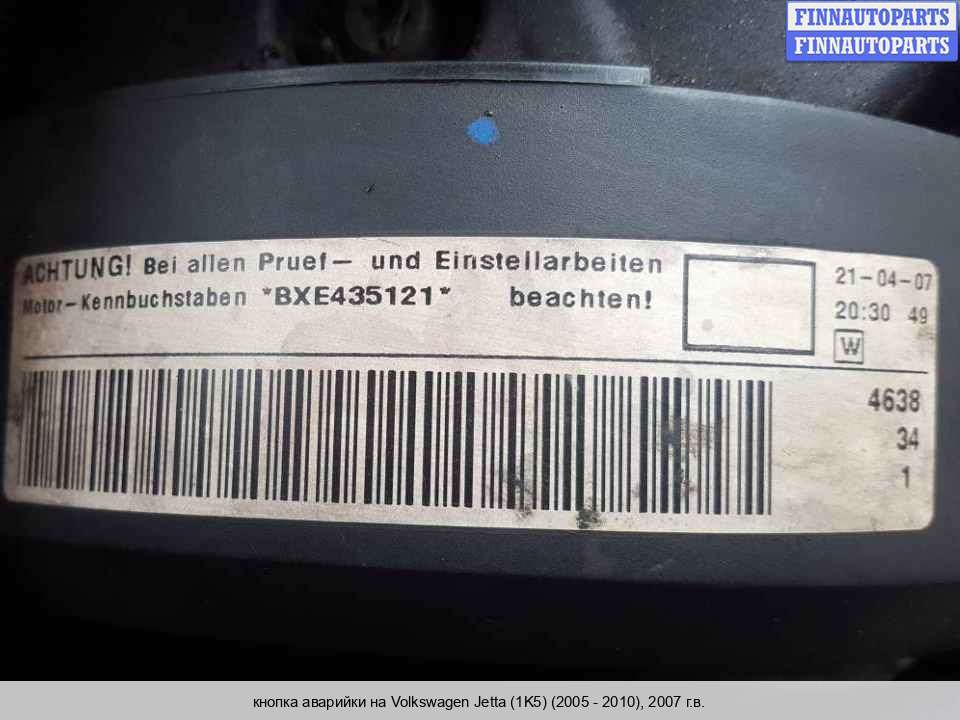 FINNAUTOPARTS
FINNAUTOPARTS
ACHTUNG! Bei allen Pruef- und Einstellarbeiten
Motor-Kennbuchstaben *BXE435121* beachten!
21-04-07
20:30 49
W
4638
34
1
кнопка аварийки на Volkswagen Jetta (1K5) (2005 - 2010), 2007 г.в.